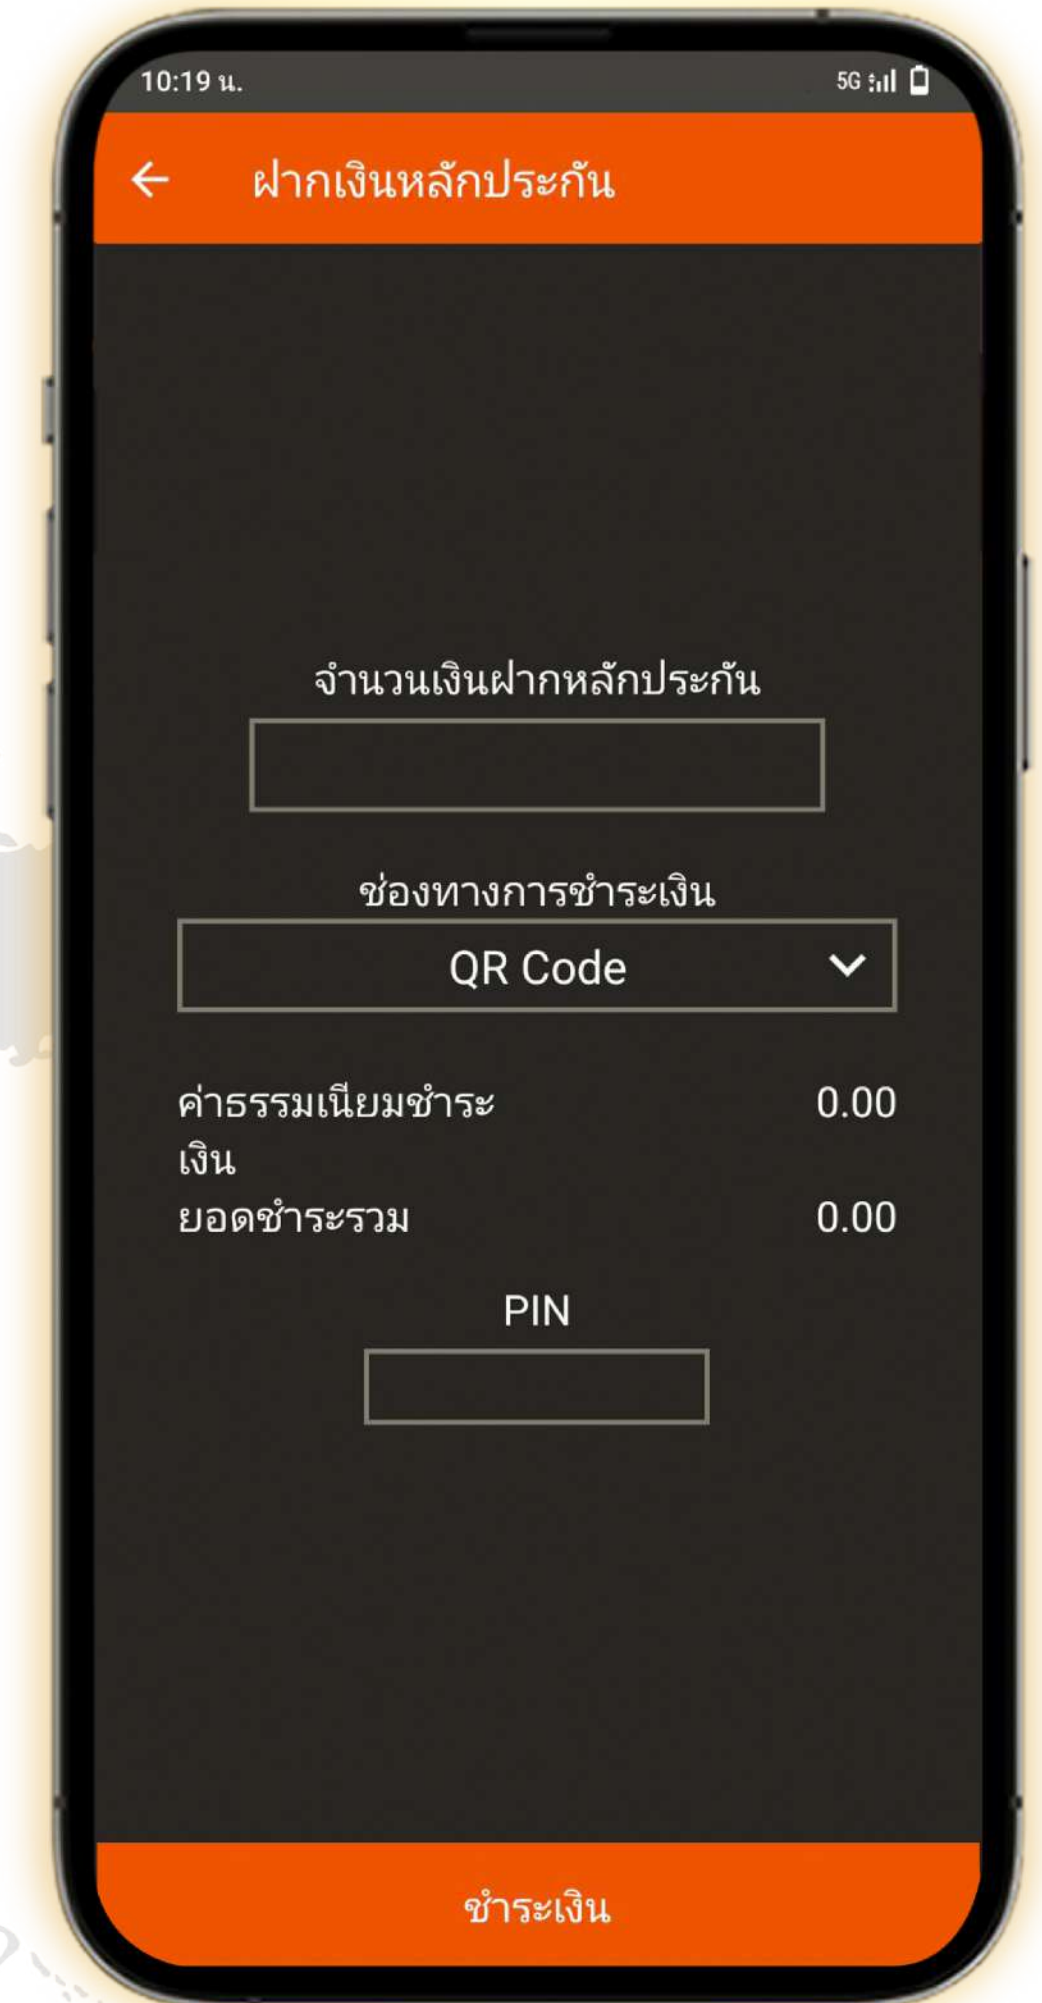 10:19 น. 5G
ฝากเงินหลักประกัน
จำนวนเงินฝากหลักประกัน
ช่องทางการชำระเงิน
QR Code
ค่าธรรมเนียมชำระ 0.00
เงิน
ยอดชำระรวม 0.00
PIN
ชำระเงิน